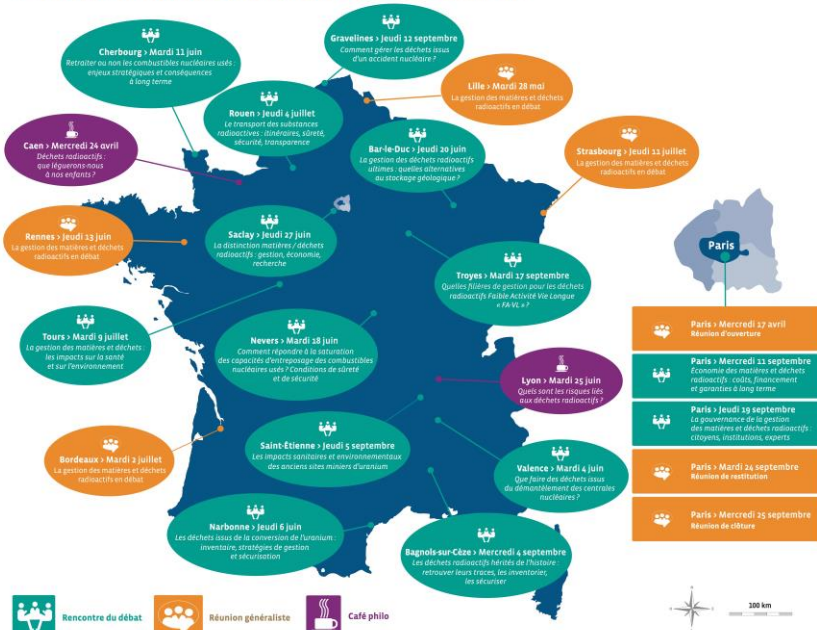 Cherbourg > Mardi 11 juin
Retraiter ou non les combustibles nucléaires usés :
enjeux stratégiques et conséquences
à long terme
Gravelines > Jeudi 12 septembre
Comment gérer les déchets issus
d'un accident nucléaire ?
Lille > Mardi 28 mai
La gestion des matières et déchets
radioactifs en débat
Rouen > Jeudi 4 juillet
Le transport des substances
radioactives : itinéraires, sûreté,
sécurité, transparence
Caen > Mercredi 24 avril
Déchets radioactifs :
que léguerons-nous
à nos enfants ?
Bar-le-Duc > Jeudi 20 juin
La gestion des déchets radioactifs
ultimes : quelles alternatives
au stockage géologique ?
Strasbourg > Jeudi 11 juillet
La gestion des matières et déchets
radioactifs en débat
Rennes > Jeudi 13 juin
La gestion des matières et déchets
radioactifs en débat
Saclay > Jeudi 27 juin
La distinction matières / déchets
radioactifs : gestion, économie,
recherche
Troyes > Mardi 17 septembre
Quelles filières de gestion pour les déchets
radioactifs Faible Activité Vie Longue
« FA-VL » ?
Tours > Mardi 9 juillet
La gestion des matières et déchets :
les impacts sur la santé
et sur l'environnement
Nevers > Mardi 18 juin
Comment répondre à la saturation
des capacités d'entreposage des combustibles
nucléaires usés ? Conditions de sûreté
et de sécurité
Lyon > Mardi 25 juin
Quels sont les risques liés
aux déchets radioactifs ?
Bordeaux > Mardi 2 juillet
La gestion des matières et déchets
radioactifs en débat
Saint-Étienne > Jeudi 5 septembre
Les impacts sanitaires et environnementaux
des anciens sites miniers d'uranium
Valence > Mardi 4 juin
Que faire des déchets issus
du démantèlement des centrales
nucléaires ?
Narbonne > Jeudi 6 juin
Les déchets issus de la conversion de l'uranium :
inventaire, stratégies de gestion
et sécurisation
Bagnols-sur-Cèze > Mercredi 4 septembre
Les déchets radioactifs hérités de l'histoire :
retrouver leurs traces, les inventorier,
les sécuriser
Paris
Paris > Mercredi 17 avril
Réunion d'ouverture
Paris > Mercredi 11 septembre
Économie des matières et déchets
radioactifs : coûts, financement
et garanties à long terme
Paris > Jeudi 19 septembre
La gouvernance de la gestion
des matières et déchets radioactifs :
citoyens, institutions, experts
Paris > Mardi 24 septembre
Réunion de restitution
Paris > Mercredi 25 septembre
Réunion de clôture
Rencontre du débat
Réunion généraliste
Café philo
100 km